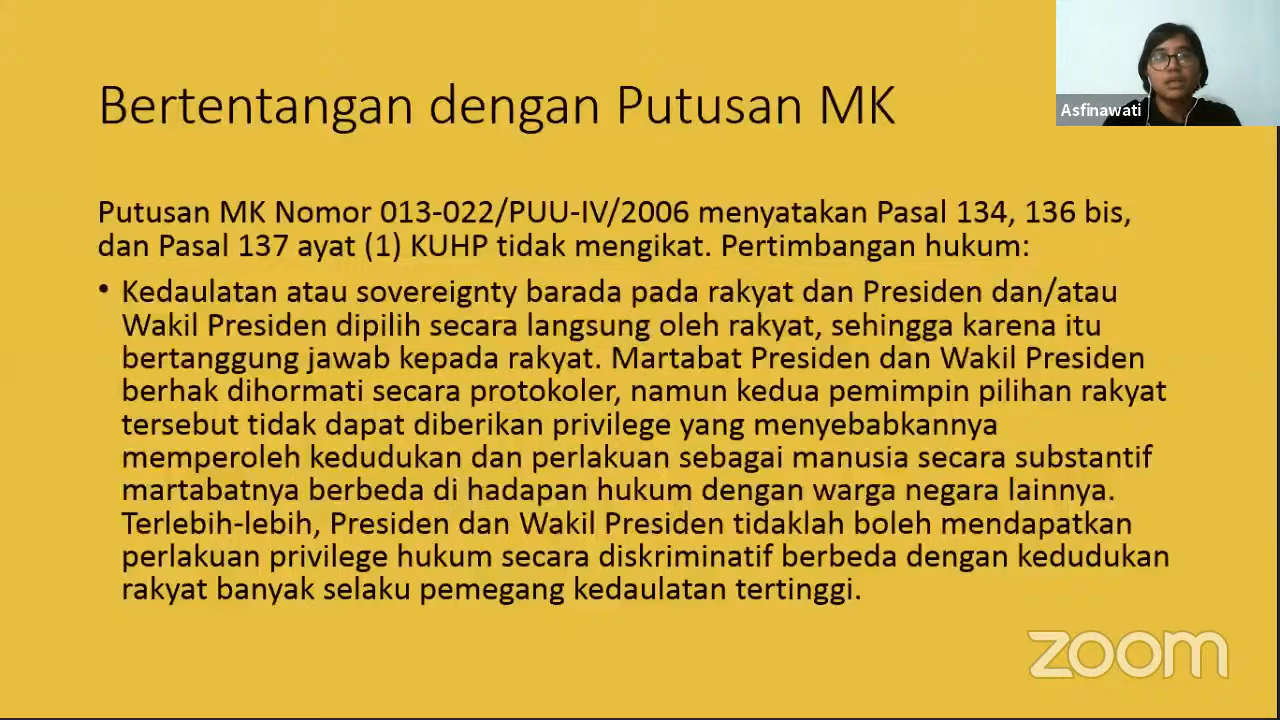 Bertentangan dengan Putusan MK
Asfinawati
Putusan MK Nomor 013-022/PUU-IV/2006 menyatakan Pasal 134, 136 bis,
dan Pasal 137 ayat (1) KUHP tidak mengikat. Pertimbangan hukum:
• Kedaulatan atau sovereignty barada pada rakyat dan Presiden dan/atau
Wakil Presiden dipilih secara langsung oleh rakyat, sehingga karena itu
bertanggung jawab kepada rakyat. Martabat Presiden dan Wakil Presiden
berhak dihormati secara protokoler, namun kedua pemimpin pilihan rakyat
tersebut tidak dapat diberikan privilege yang menyebabkannya
memperoleh kedudukan dan perlakuan sebagai manusia secara substantif
martabatnya berbeda di hadapan hukum dengan warga negara lainnya.
Terlebih-lebih, Presiden dan Wakil Presiden tidaklah boleh mendapatkan
perlakuan privilege hukum secara diskriminatif berbeda dengan kedudukan
rakyat banyak selaku pemegang kedaulatan tertinggi.
zoom